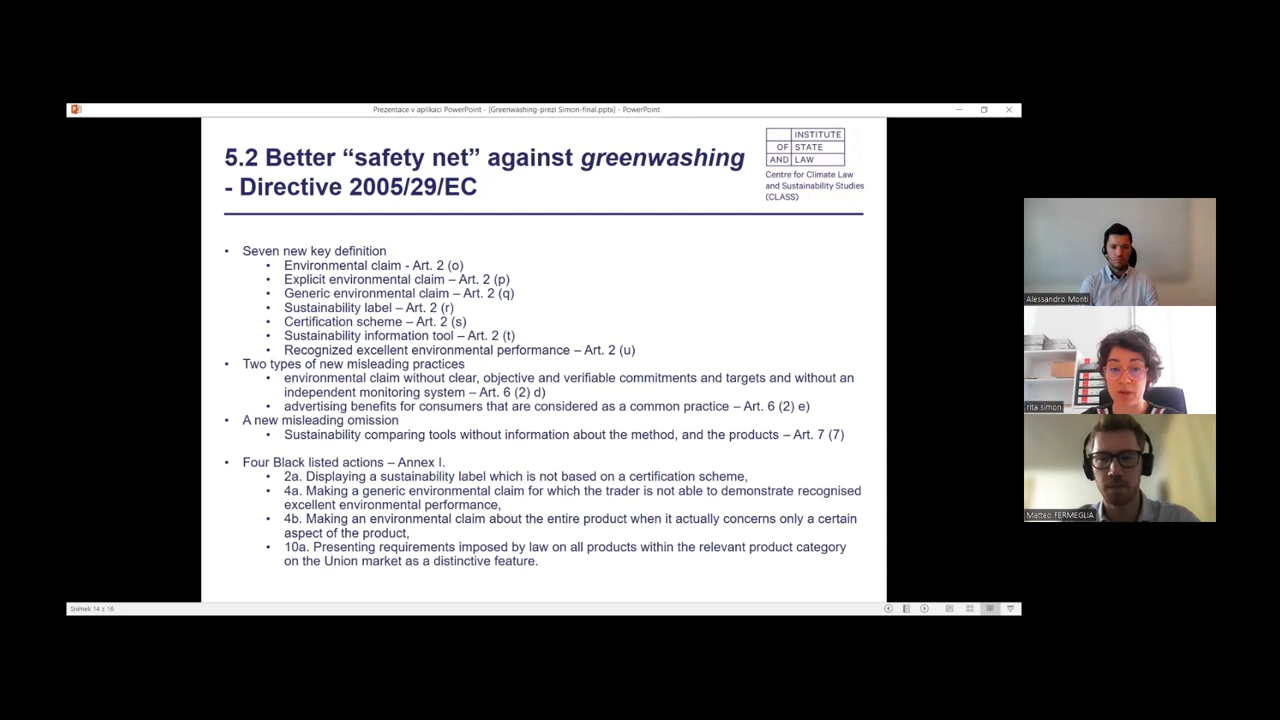 Prezentace v aplikaci PowerPoint - [Greenwashing-prezi Simon-final.pptx] - PowerPoint
5.2 Better “safety net” against greenwashing
- Directive 2005/29/EC
INSTITUTE
OF STATE
AND LAW
Centre for Climate Law
and Sustainability Studies
(CLASS)
• Seven new key definition
• Environmental claim - Art. 2 (o)
• Explicit environmental claim – Art. 2 (p)
• Generic environmental claim – Art. 2 (q)
• Sustainability label – Art. 2 (r)
• Certification scheme – Art. 2 (s)
• Sustainability information tool – Art. 2 (t)
• Recognized excellent environmental performance – Art. 2 (u)
• Two types of new misleading practices
• environmental claim without clear, objective and verifiable commitments and targets and without an
independent monitoring system – Art. 6 (2) d)
• advertising benefits for consumers that are considered as a common practice – Art. 6 (2) e)
• A new misleading omission
• Sustainability comparing tools without information about the method, and the products – Art. 7 (7)
• Four Black listed actions – Annex I.
• 2a. Displaying a sustainability label which is not based on a certification scheme,
• 4a. Making a generic environmental claim for which the trader is not able to demonstrate recognised
excellent environmental performance,
• 4b. Making an environmental claim about the entire product when it actually concerns only a certain
aspect of the product,
• 10a. Presenting requirements imposed by law on all products within the relevant product category
on the Union market as a distinctive feature.
Snímek 14 z 16
Alessandro Monti
rita simon
Matteo FERMEGLIA